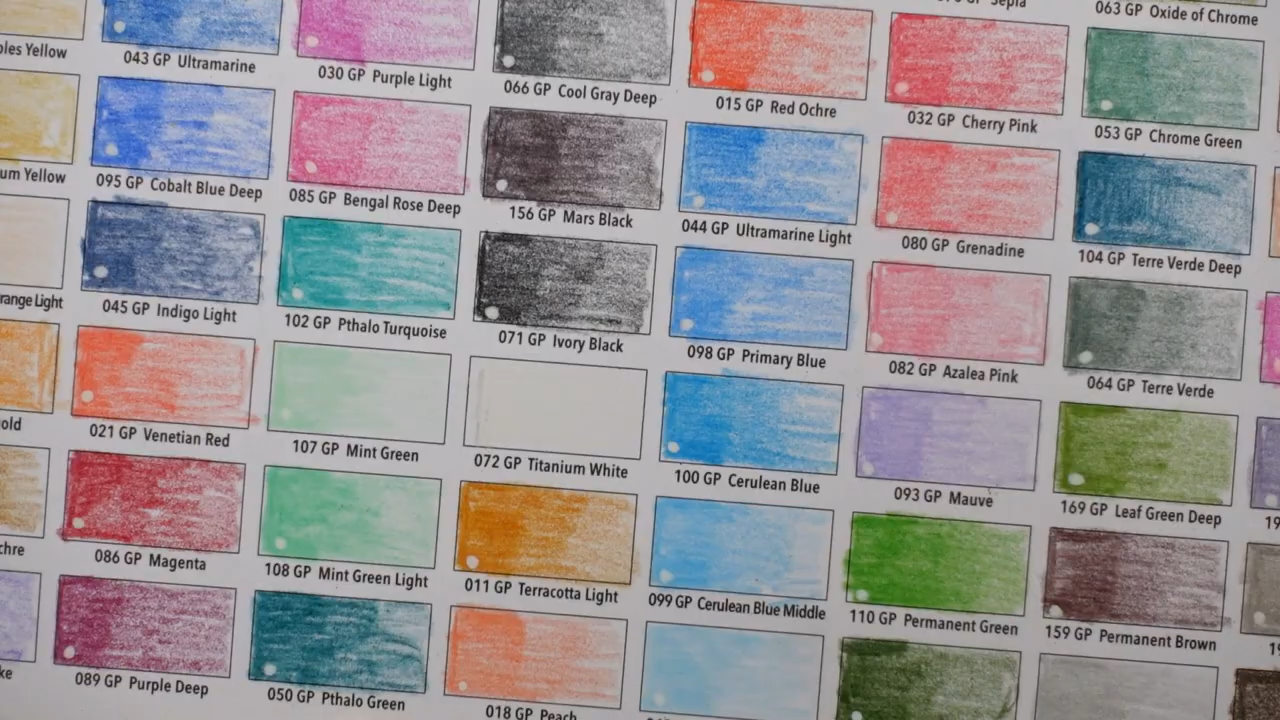 Yellow
043 GP Ultramarine
030 GP Purple Light
066 GP Cool Gray Deep
015 GP Red Ochre
032 GP Cherry Pink
Sepia
063 GP Oxide of Chrome
053 GP Chrome Green
Yellow
095 GP Cobalt Blue Deep
085 GP Bengal Rose Deep
156 GP Mars Black
044 GP Ultramarine Light
080 GP Grenadine
104 GP Terre Verde Deep
Light
045 GP Indigo Light
102 GP Pthalo Turquoise
071 GP Ivory Black
098 GP Primary Blue
082 GP Azalea Pink
064 GP Terre Verde
021 GP Venetian Red
107 GP Mint Green
072 GP Titanium White
100 GP Cerulean Blue
093 GP Mauve
169 GP Leaf Green Deep
086 GP Magenta
108 GP Mint Green Light
011 GP Terracotta Light
099 GP Cerulean Blue Middle
110 GP Permanent Green
159 GP Permanent Brown
089 GP Purple Deep
050 GP Pthalo Green
018 GP Peach